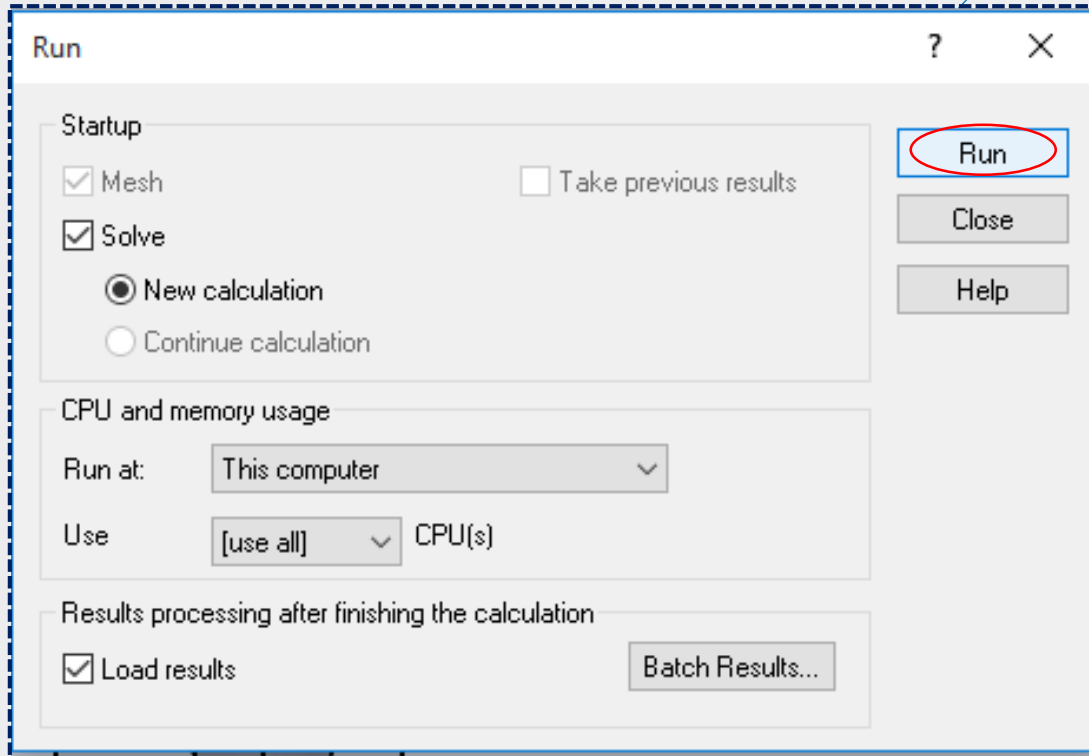 Run ?
Startup
Mesh Take previous results
Solve
New calculation
Continue calculation
Run
Close
Help
CPU and memory usage
Run at: This computer
Use [use all] CPU(s)
Results processing after finishing the calculation
Load results Batch Results...